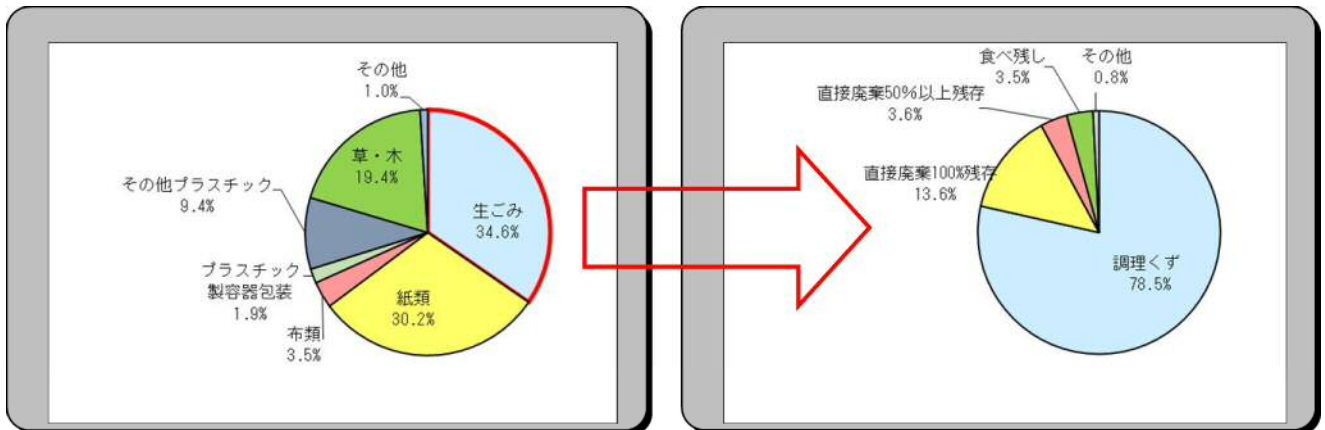 その他
1.0%
草・木
19.4%
その他プラスチック
9.4%
生ごみ
34.6%
プラスチック
製容器包装
1.9%
紙類
30.2%
布類
3.5%
食べ残し
3.5%
その他
0.8%
直接廃棄50%以上残存
3.6%
直接廃棄100%残存
13.6%
調理くず
78.5%